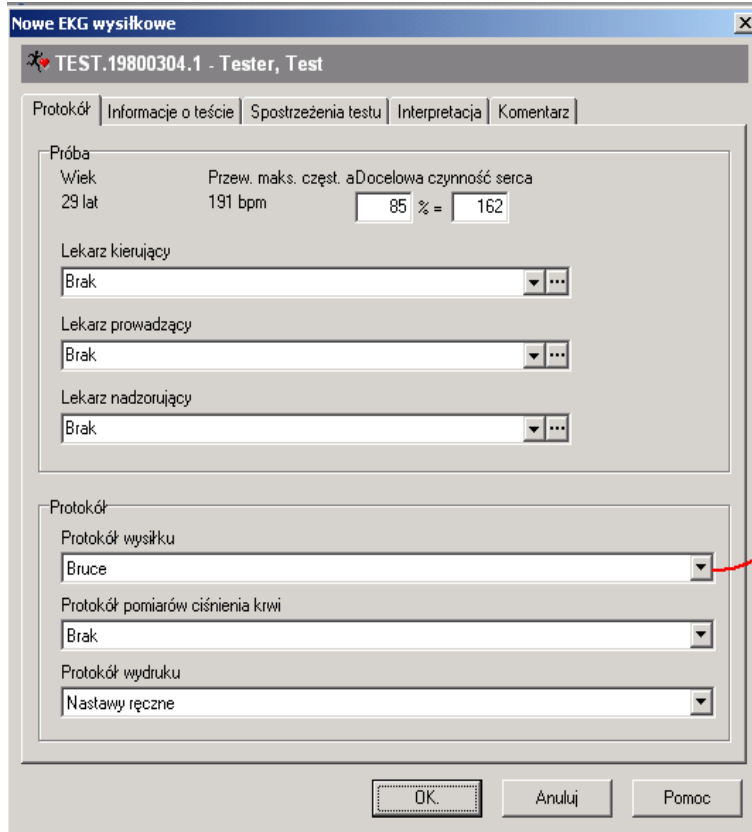 Nowe EKG wysiłkowe
TEST.19800304.1 - Tester, Test
Protokół Informacje o teście Spostrzeżenia testu Interpretacja Komentarz
Próba
Wiek Przew. maks. częst. aDocelowa czynność serca
29 lat 191 bpm 85 % = 162
Lekarz kierujący
Brak
Lekarz prowadzący
Brak
Lekarz nadzorujący
Brak
Protokół
Protokół wysiłku
Bruce
Protokół pomiarów ciśnienia krwi
Brak
Protokół wydruku
Nastawy ręczne
OK. Anuluj Pomoc